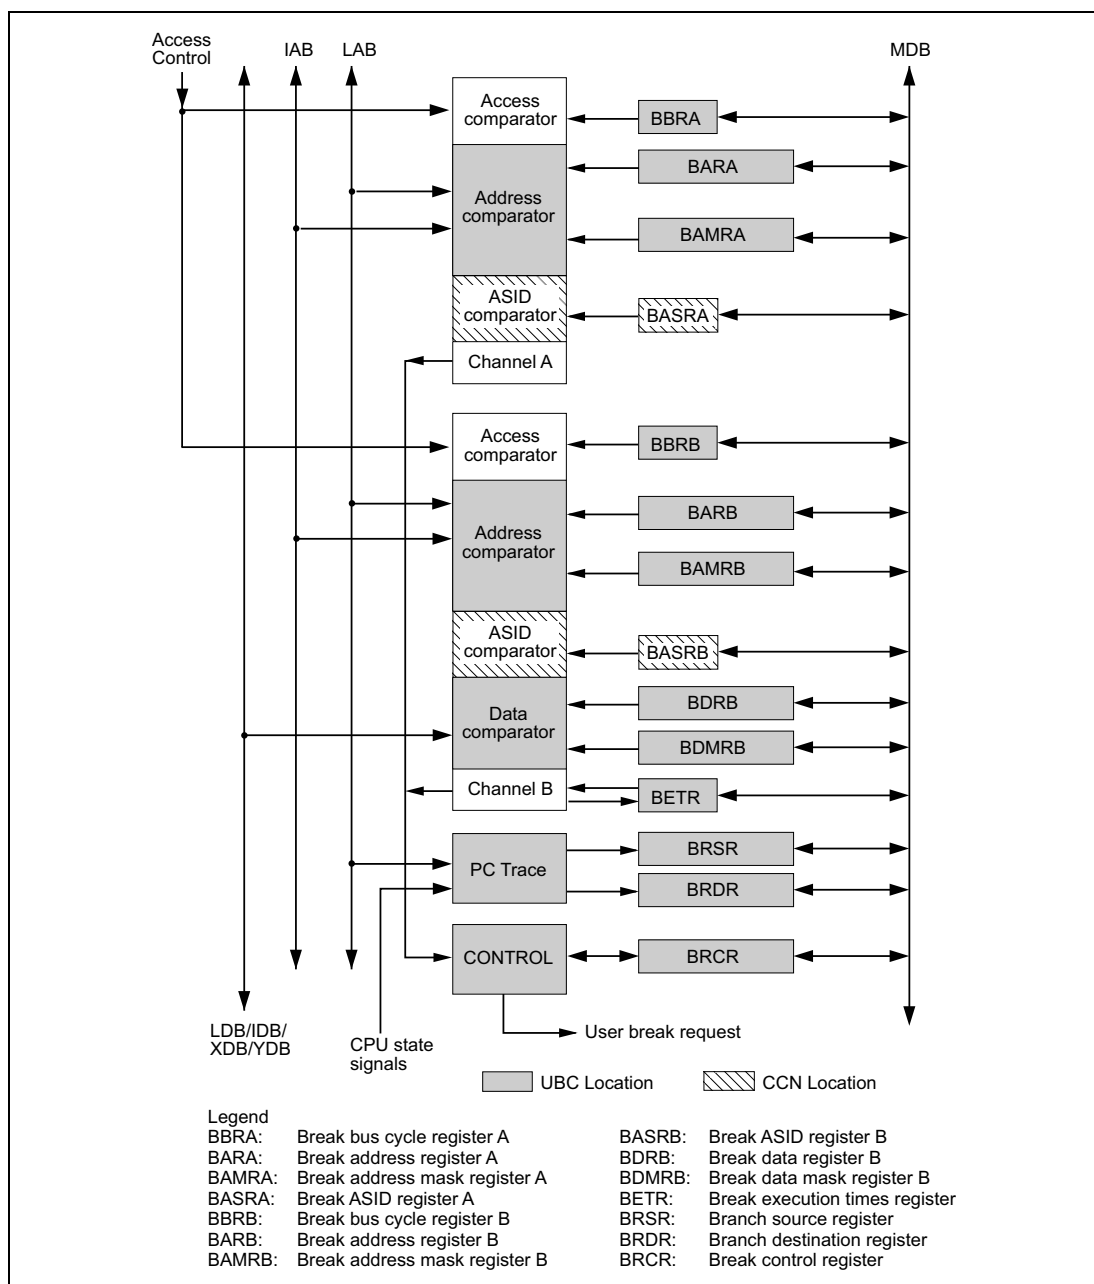 Access
Control
IAB
LAB
MDB
Access
comparator
BBRA
BARA
Address
comparator
BAMRA
ASID
comparator
BASRA
Channel A
Access
comparator
BBRB
BARB
Address
comparator
BAMRB
ASID
comparator
BASRB
BDRB
Data
comparator
BDMRB
Channel B
BETR
BRSR
PC Trace
BRDR
CONTROL
BRCR
LDB/IDB/
XDB/YDB
CPU state
signals
User break request
UBC Location
CCN Location
Legend
BBRA: Break bus cycle register A
BARA: Break address register A
BAMRA: Break address mask register A
BASRA: Break ASID register A
BBRB: Break bus cycle register B
BARB: Break address register B
BAMRB: Break address mask register B
BASRB: Break ASID register B
BDRB: Break data register B
BDMRB: Break data mask register B
BETR: Break execution times register
BRSR: Branch source register
BRDR: Branch destination register
BRCR: Break control register